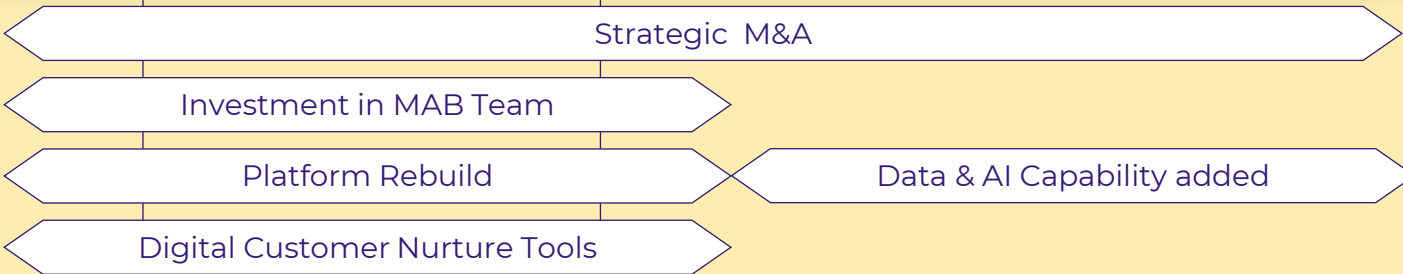 Strategic  M&A
Investment in MAB Team
Platform Rebuild
Data & AI Capability added
Digital Customer Nurture Tools